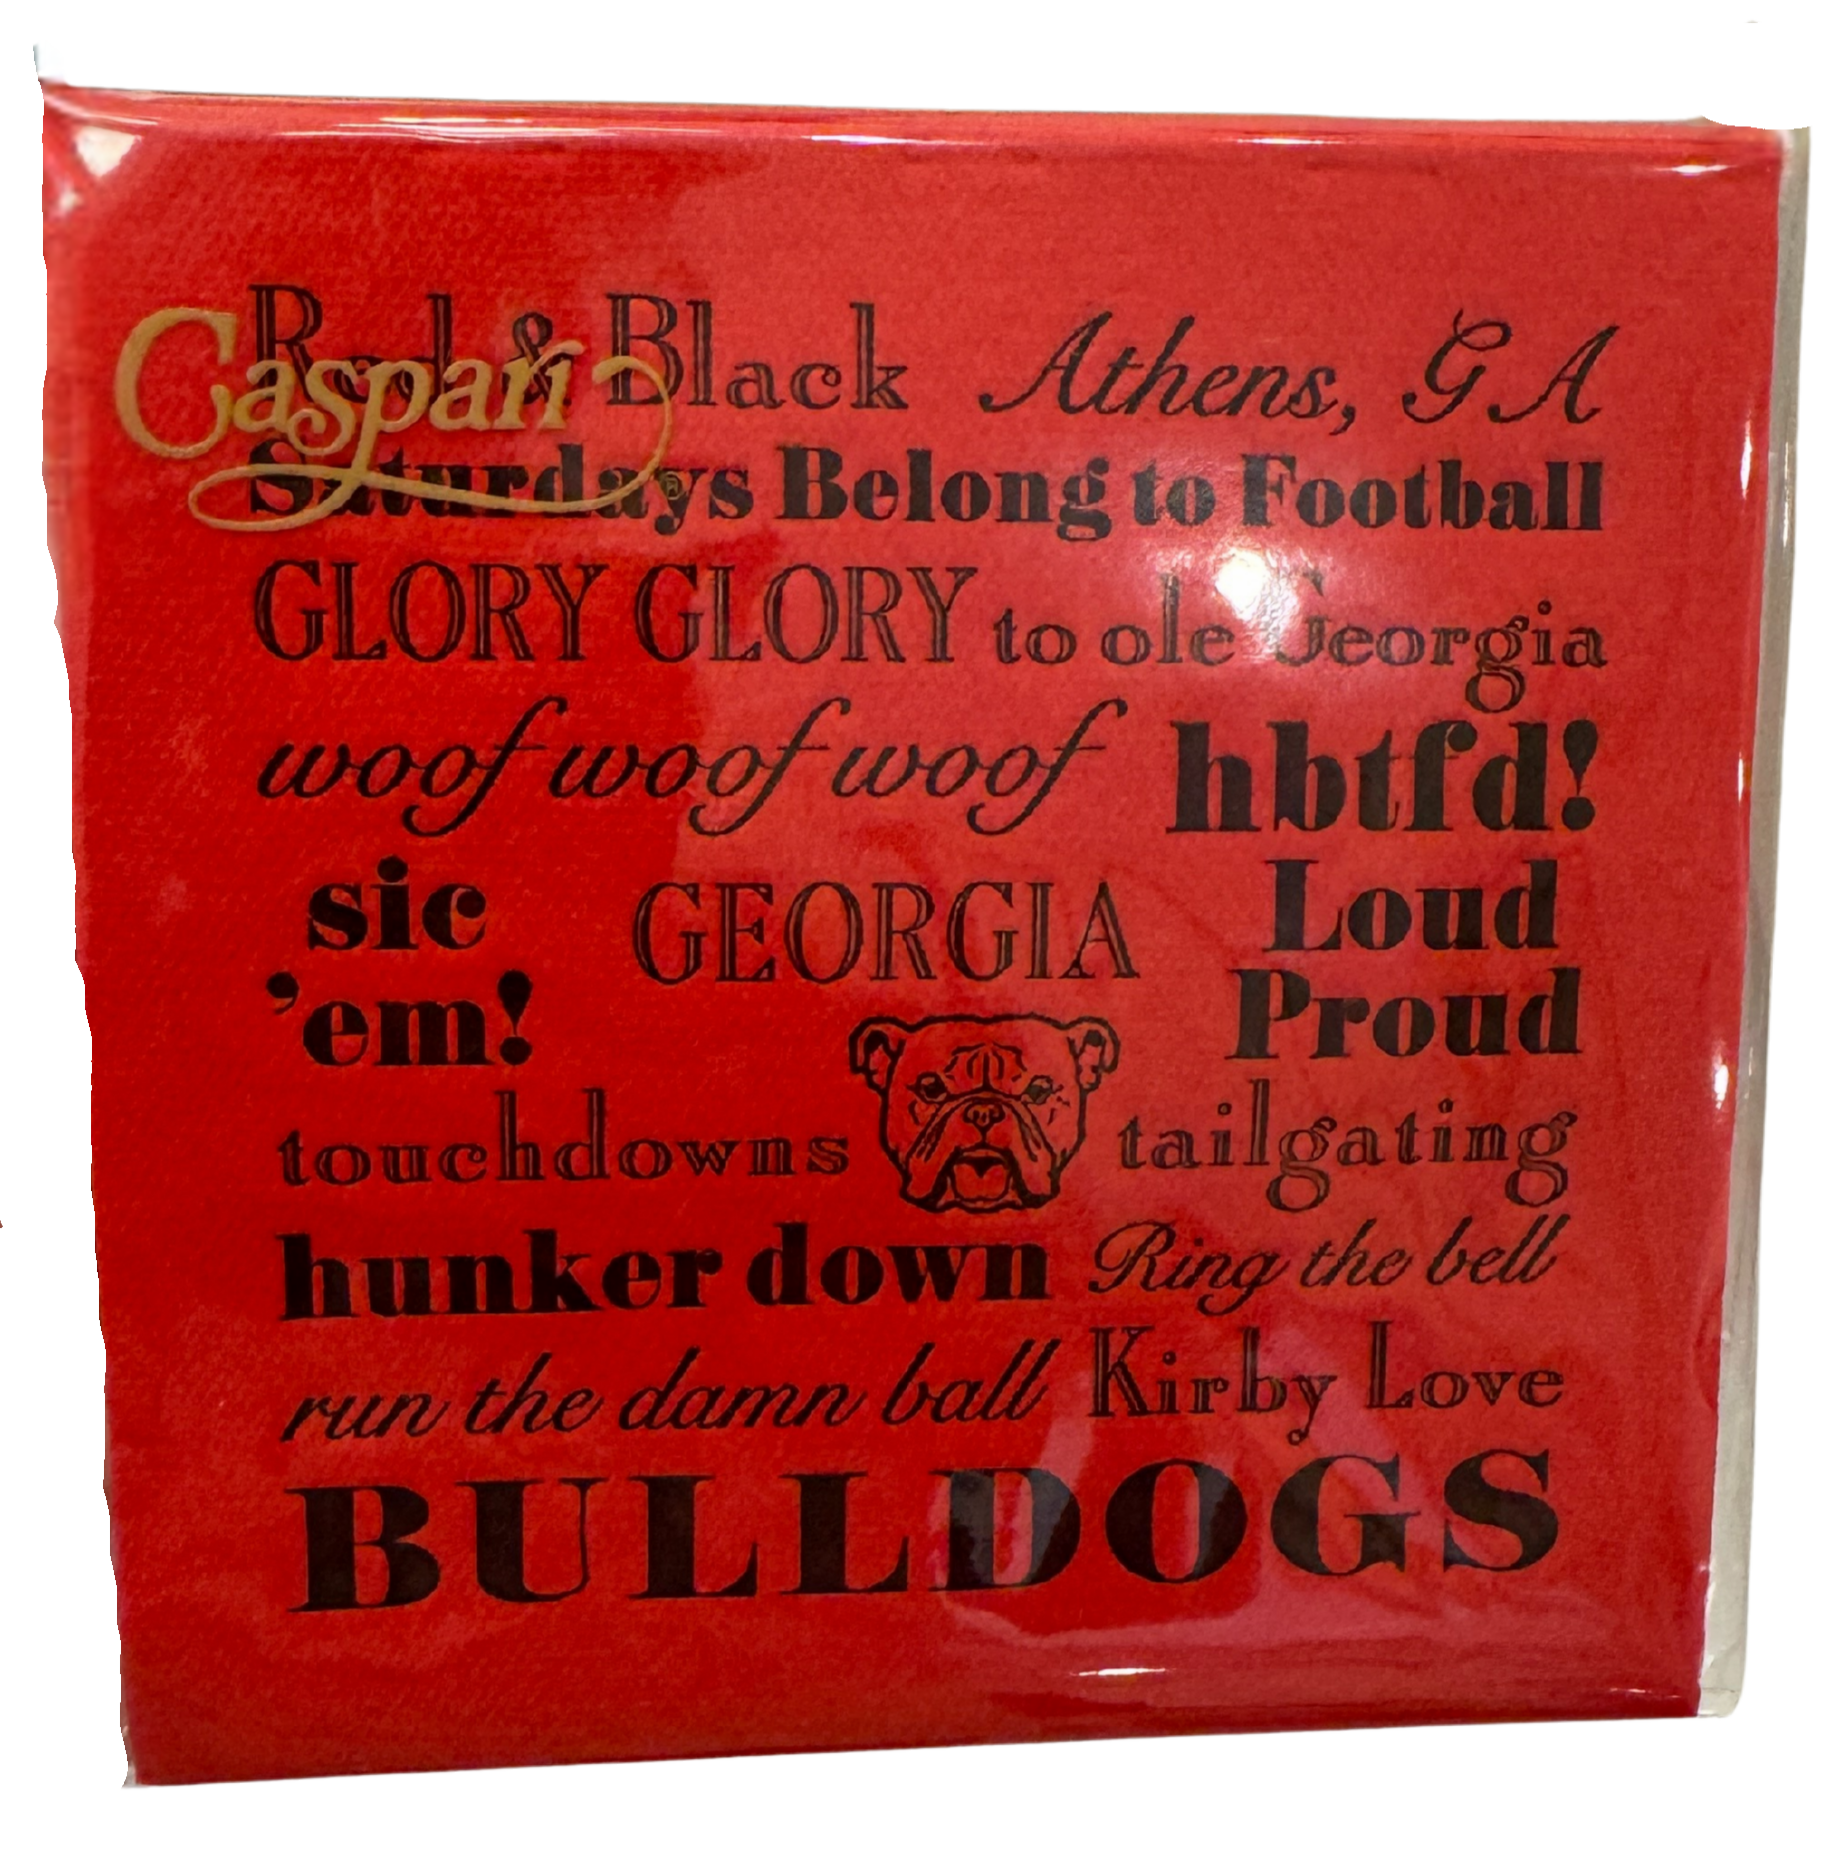 Caspari®
Red & Black Athens, GA
Saturdays Belong to Football
GLORY GLORY to ole Georgia
woof woof woof hbtfd!
sic 'em!
GEORGIA
Loud Proud
touchdowns tailgating
hunker down Ring the bell
run the damn ball Kirby Love
BULLDOGS